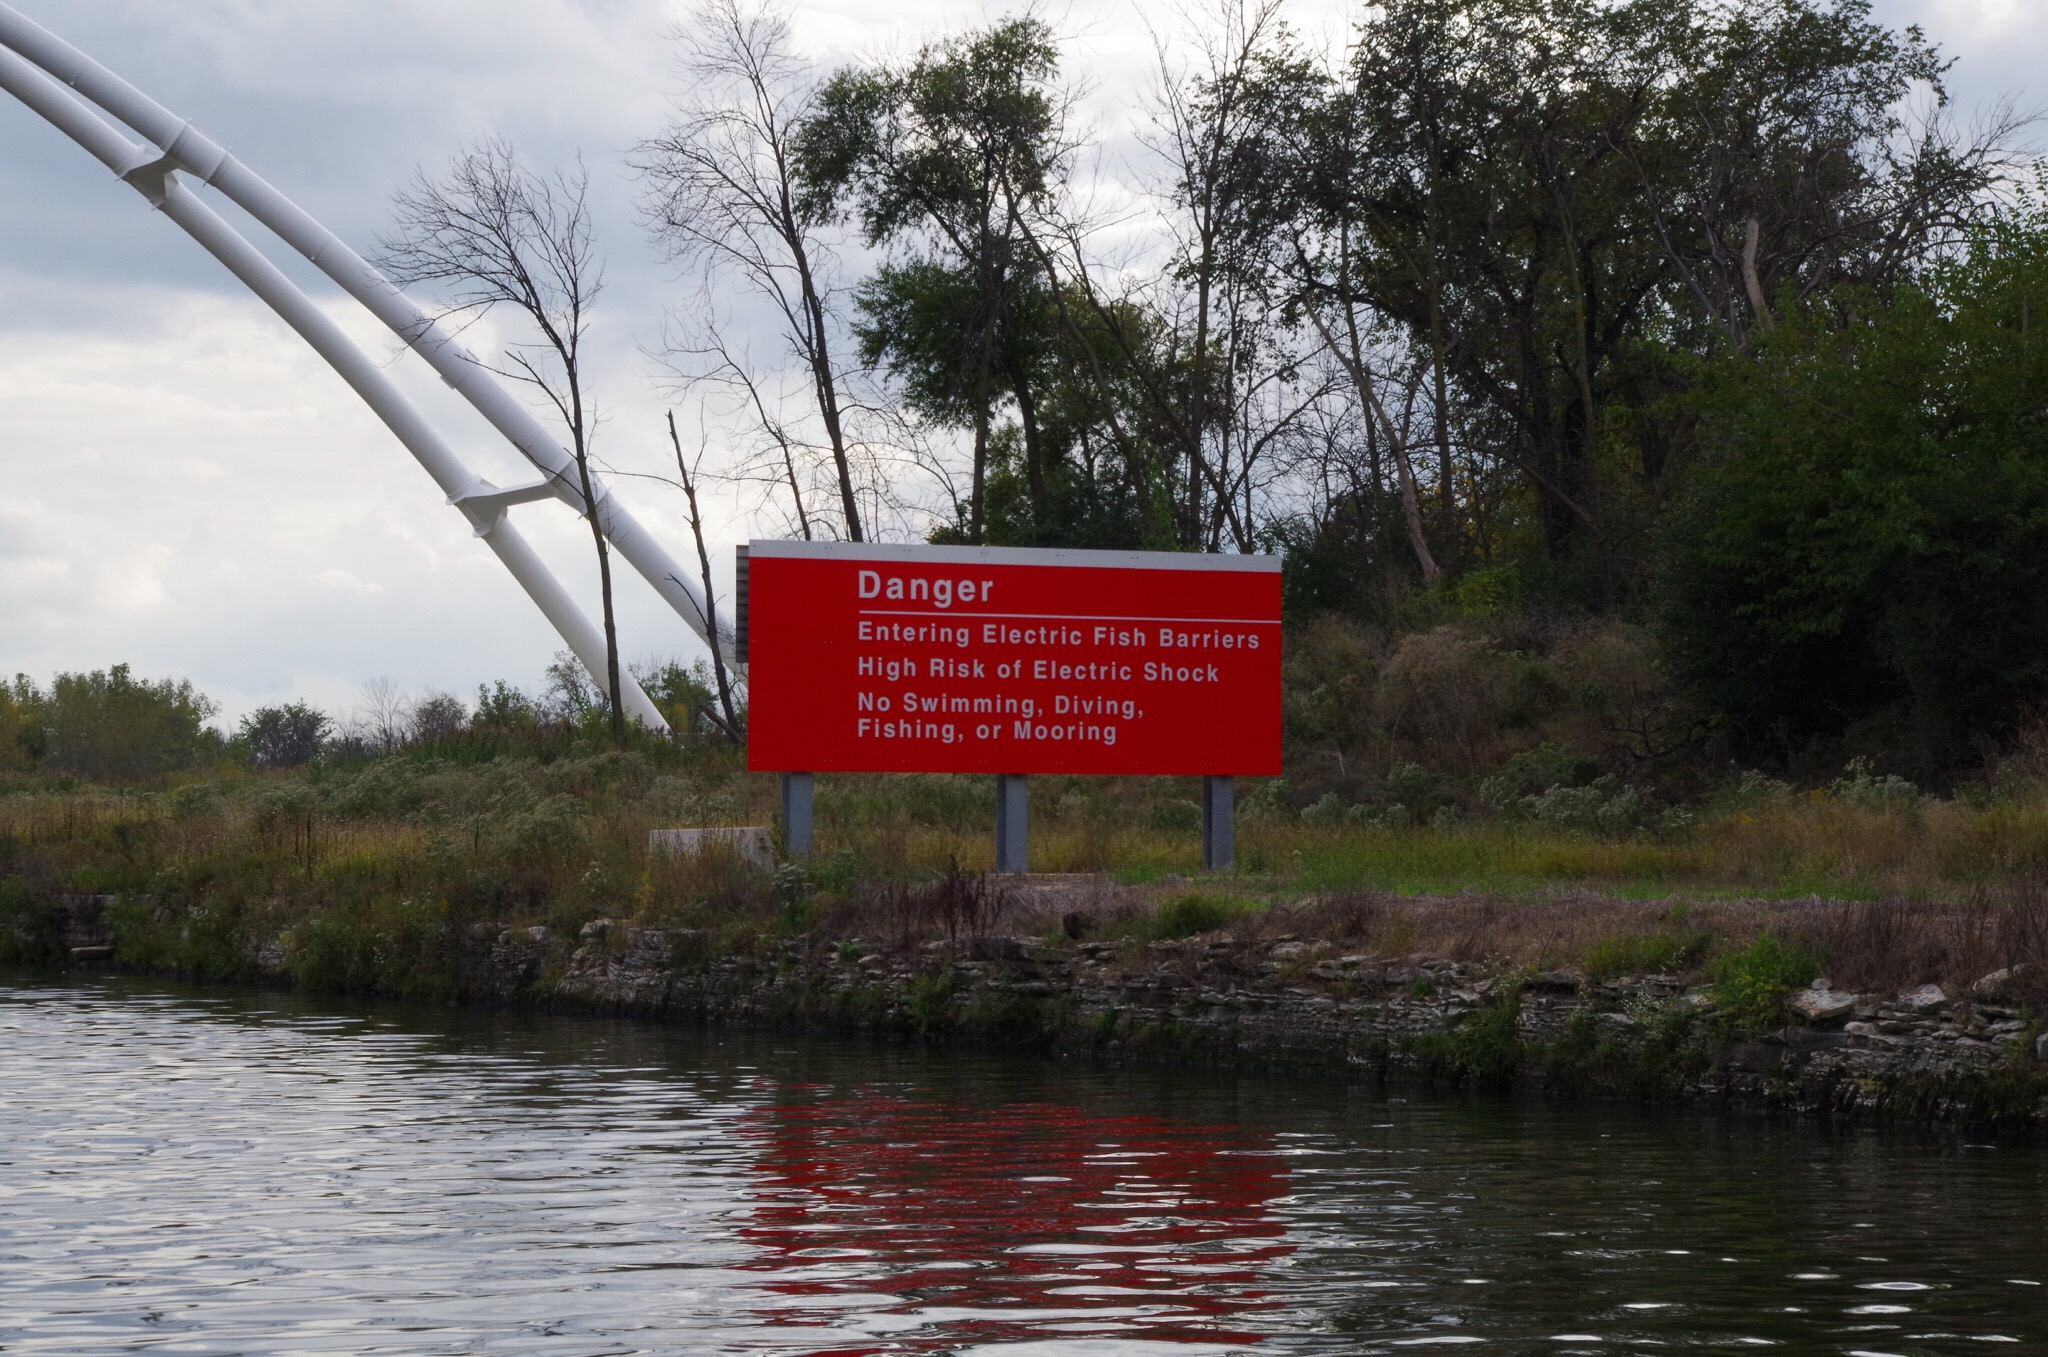 Danger
Entering Electric Fish Barriers
High Risk of Electric Shock
No Swimming, Diving,
Fishing, or Mooring